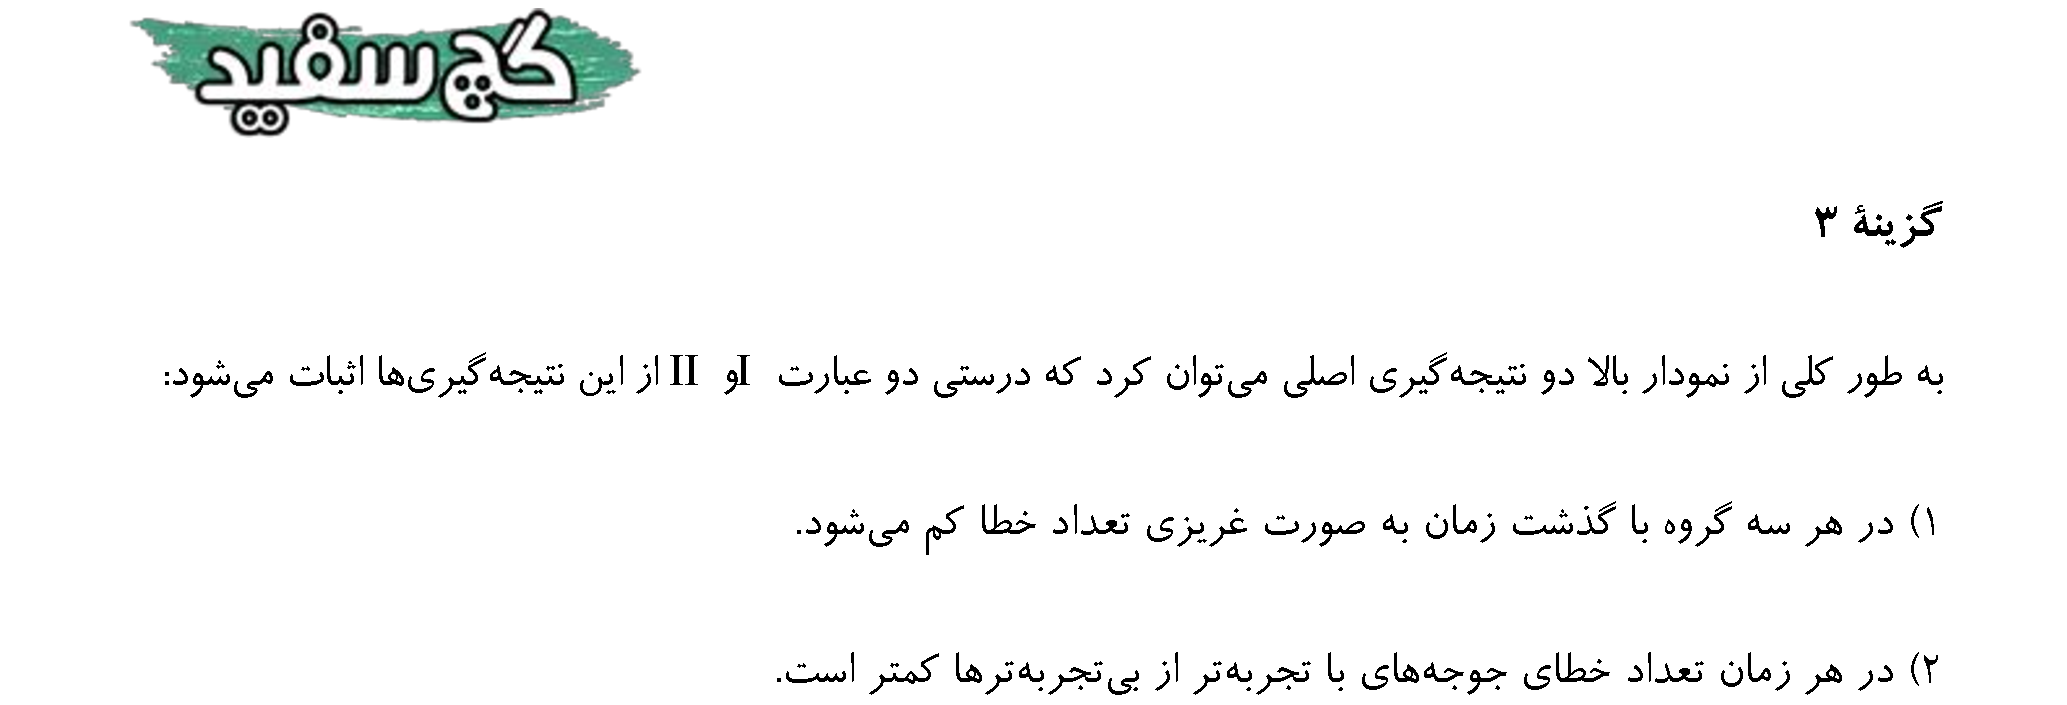 گچ سفید
گزینهٔ ۳
به طور کلی از نمودار بالا دو نتیجه‌گیری اصلی می‌توان کرد که درستی دو عبارت I و II از این نتیجه‌گیری‌ها اثبات می‌شود:
۱) در هر سه گروه با گذشت زمان به صورت غریزی تعداد خطا کم می‌شود.
۲) در هر زمان تعداد خطای جوجه‌های با تجربه‌تر از بی‌تجربه‌ترها کمتر است.